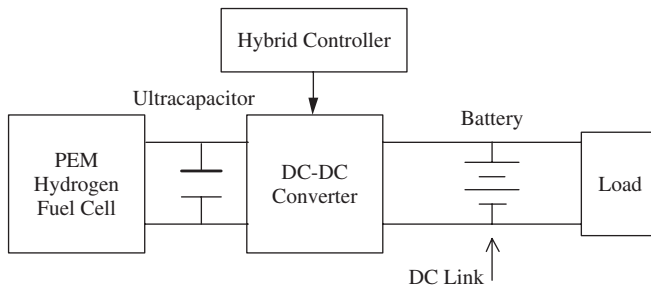 Hybrid Controller
Ultracapacitor
Battery
PEM
Hydrogen
Fuel Cell
DC-DC
Converter
Load
DC Link